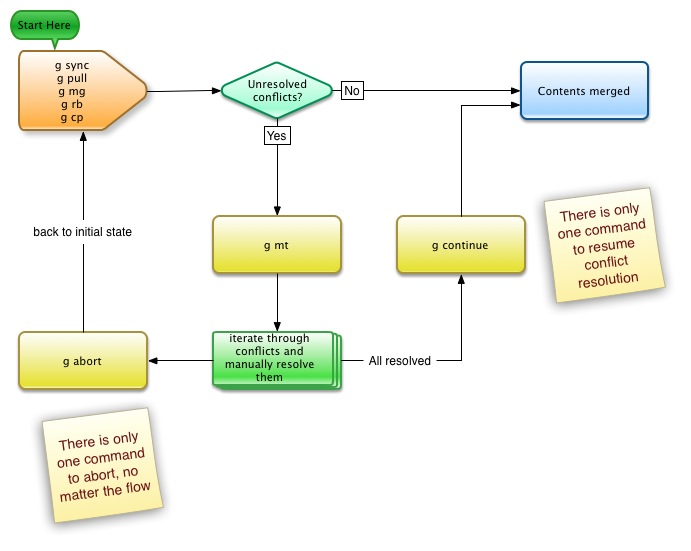 Start Here
g sync
g pull
g mg
g rb
g cp
Unresolved
conflicts?
No
Contents merged
Yes
There is only
one command
to resume
conflict
resolution
back to initial state
g mt
g continue
g abort
iterate through
conflicts and
manually resolve
them
All resolved
There is only
one command
to abort, no
matter the flow